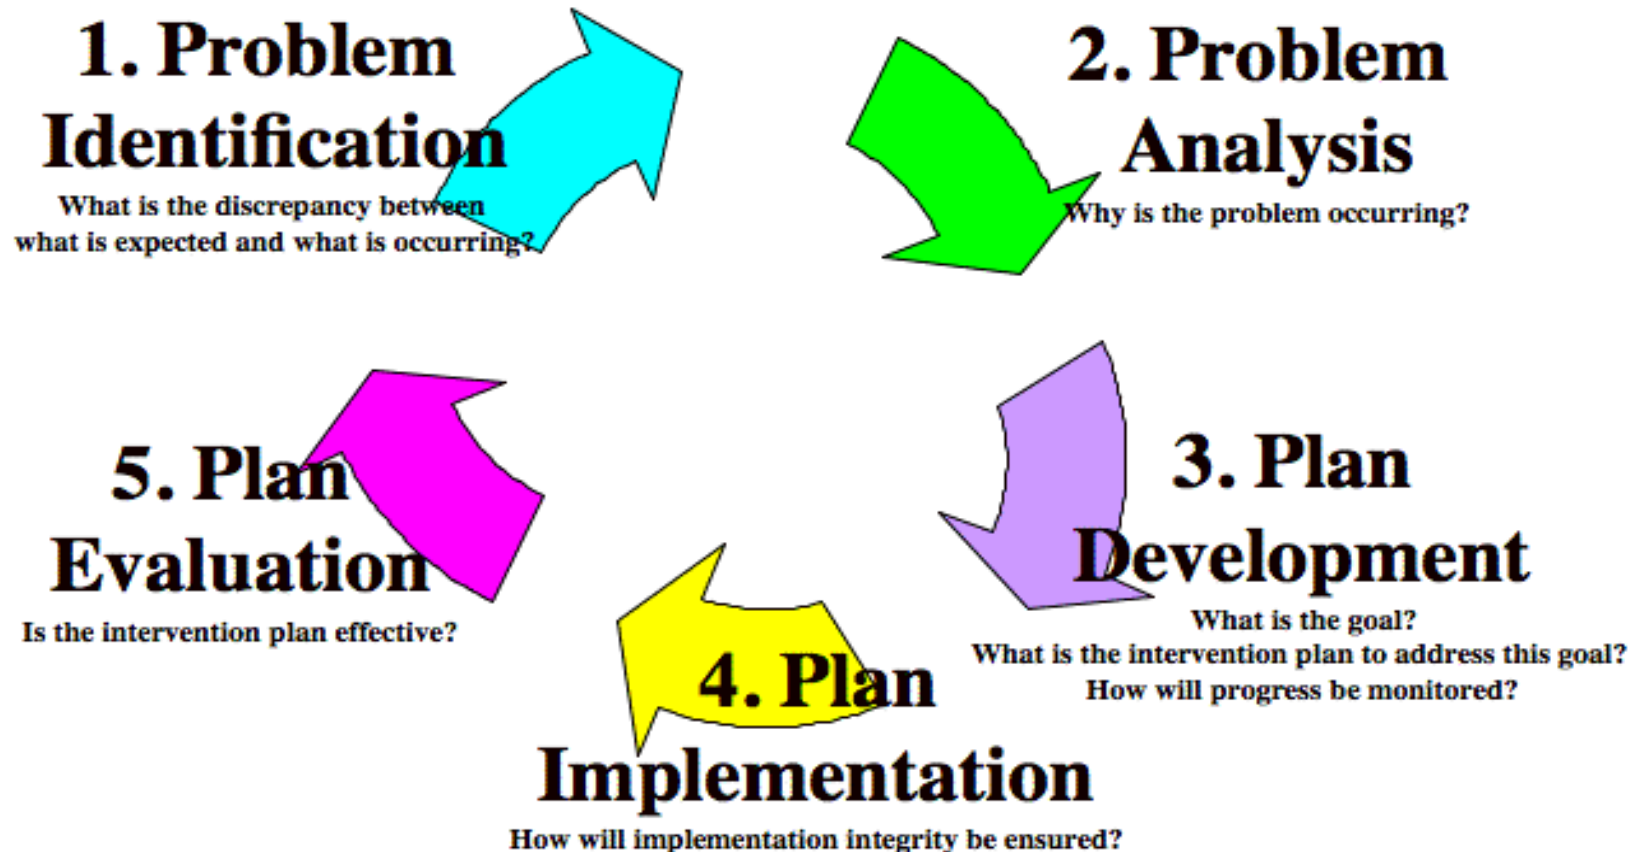 1. Problem
Identification
What is the discrepancy between
what is expected and what is occurring?
2. Problem
Analysis
Why is the problem occurring?
3. Plan
Development
What is the goal?
What is the intervention plan to address this goal?
How will progress be monitored?
4. Plan
Implementation
How will implementation integrity be ensured?
5. Plan
Evaluation
Is the intervention plan effective?